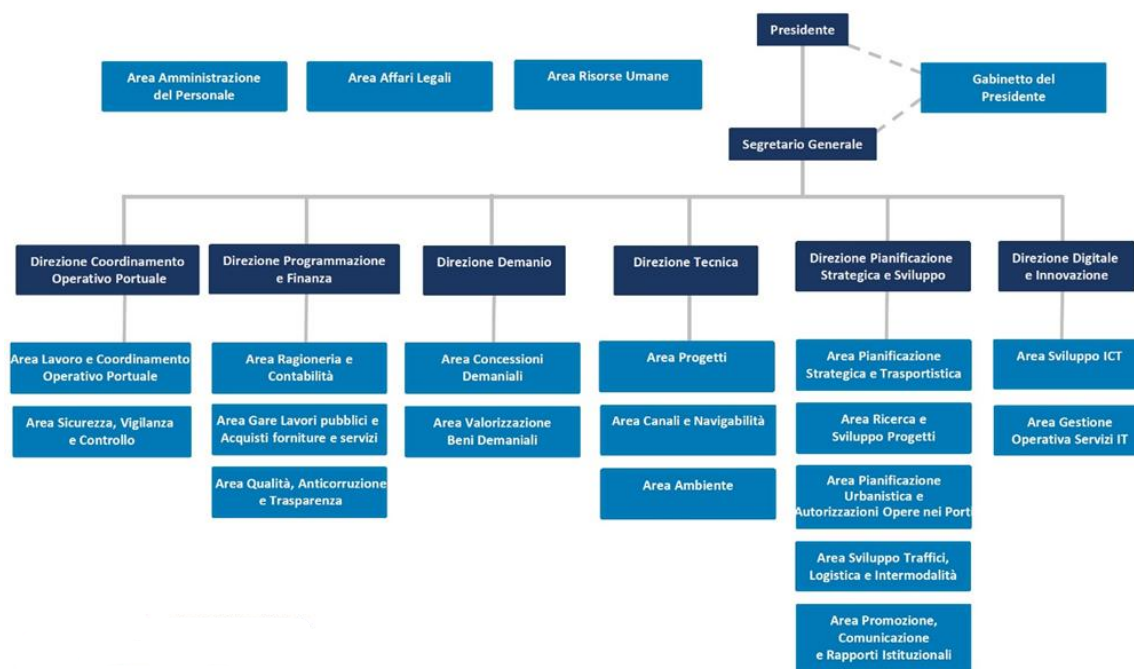 Presidente
Area Amministrazione
del Personale
Area Affari Legali
Area Risorse Umane
Gabinetto del
Presidente
Segretario Generale
Direzione Coordinamento
Operativo Portuale
Direzione Programmazione
e Finanza
Direzione Demanio
Direzione Tecnica
Direzione Pianificazione
Strategica e Sviluppo
Direzione Digitale
e Innovazione
Area Lavoro e Coordinamento
Operativo Portuale
Area Sicurezza, Vigilanza
e Controllo
Area Ragioneria e
Contabilità
Area Gare Lavori pubblici e
Acquisti forniture e servizi
Area Qualità, Anticorruzione
e Trasparenza
Area Concessioni
Demaniali
Area Valorizzazione
Beni Demaniali
Area Progetti
Area Canali e Navigabilità
Area Ambiente
Area Pianificazione
Strategica e Trasportistica
Area Ricerca e
Sviluppo Progetti
Area Pianificazione
Urbanistica e
Autorizzazioni Opere nei Porti
Area Sviluppo Traffici,
Logistica e Intermodalità
Area Promozione,
Comunicazione
e Rapporti Istituzionali
Area Sviluppo ICT
Area Gestione
Operativa Servizi IT